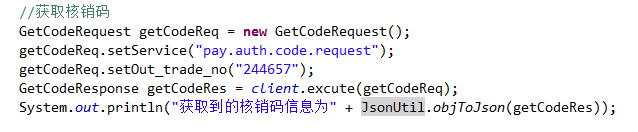 //获取核销码
GetCodeRequest getCodeReq = new GetCodeRequest();
getCodeReq.setService("pay.auth.code.request");
getCodeReq.setOut_trade_no("244657");
GetCodeResponse getCodeRes = client.excute(getCodeReq);
System.out.println("获取到的核销码信息为" + JsonUtil.objToJson(getCodeRes));